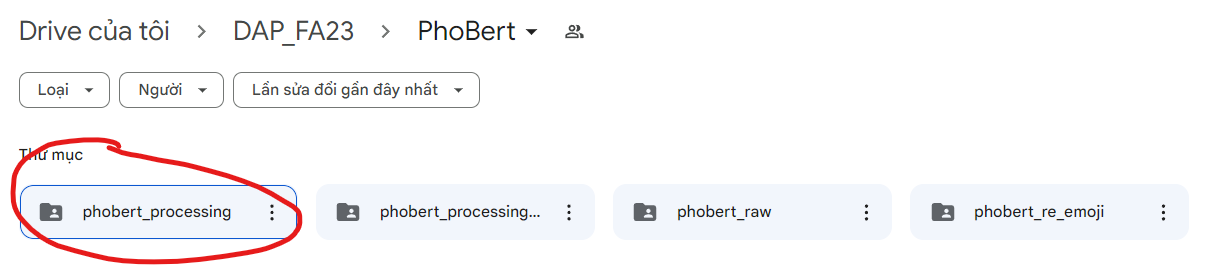 Drive của tôi > DAP_FA23 > PhoBert
Loại Người Lần sửa đổi gần đây nhất
Thư mục
phobert_processing phobert_processing... phobert_raw phobert_re_emoji